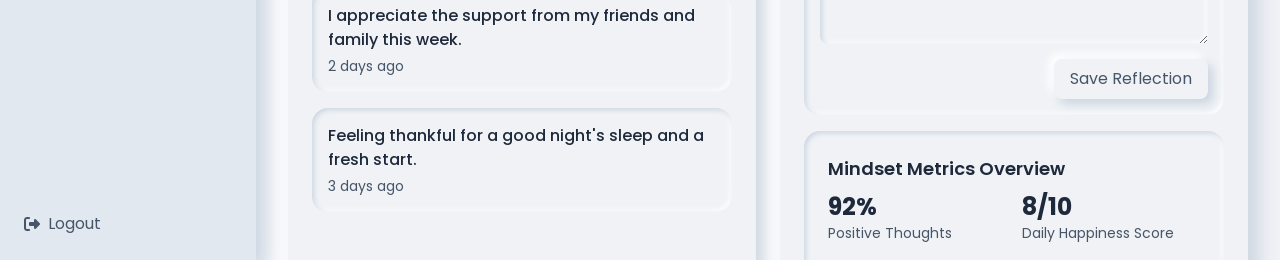 I appreciate the support from my friends and
family this week.
2 days ago
Feeling thankful for a good night's sleep and a
fresh start.
3 days ago
Logout
Save Reflection
Mindset Metrics Overview
92%
Positive Thoughts
8/10
Daily Happiness Score